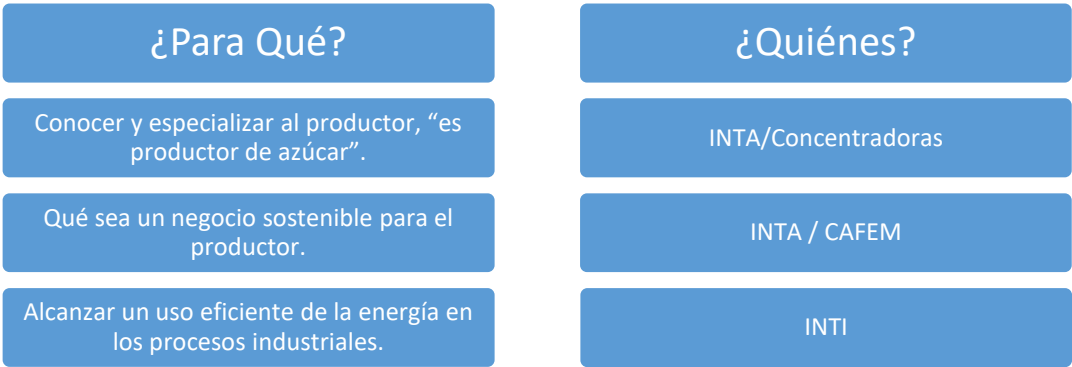 ¿Para Qué?
¿Quiénes?
Conocer y especializar al productor, “es
productor de azúcar”.
INTA/Concentradoras
Qué sea un negocio sostenible para el
productor.
INTA / CAFEM
Alcanzar un uso eficiente de la energía en
los procesos industriales.
INTI